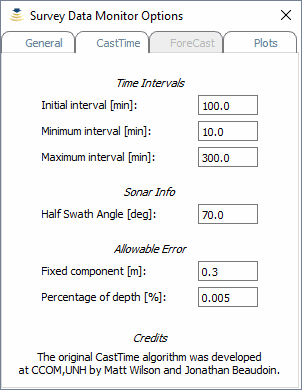 Survey Data Monitor Options
General CastTime ForeCast Plots
Time Intervals
Initial interval [min]: 100.0
Minimum interval [min]: 10.0
Maximum interval [min]: 300.0
Sonar Info
Half Swath Angle [deg]: 70.0
Allowable Error
Fixed component [m]: 0.3
Percentage of depth [%]: 0.005
Credits
The original CastTime algorithm was developed
at CCOM,UNH by Matt Wilson and Jonathan Beaudoin.